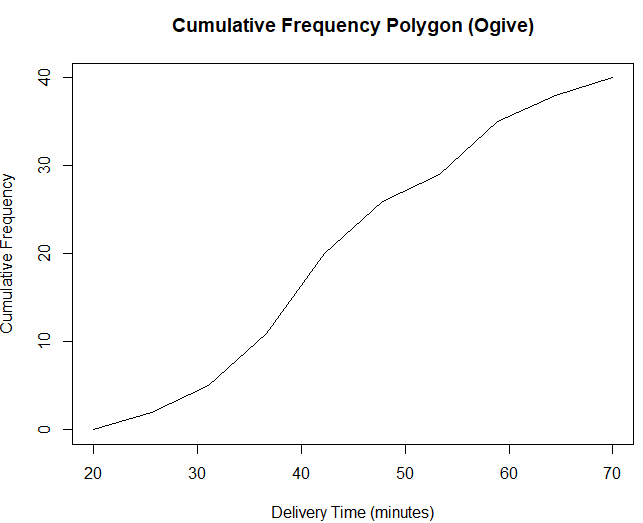 Cumulative Frequency Polygon (Ogive)
Cumulative Frequency
40
30
20
10
0
20 30 40 50 60 70
Delivery Time (minutes)